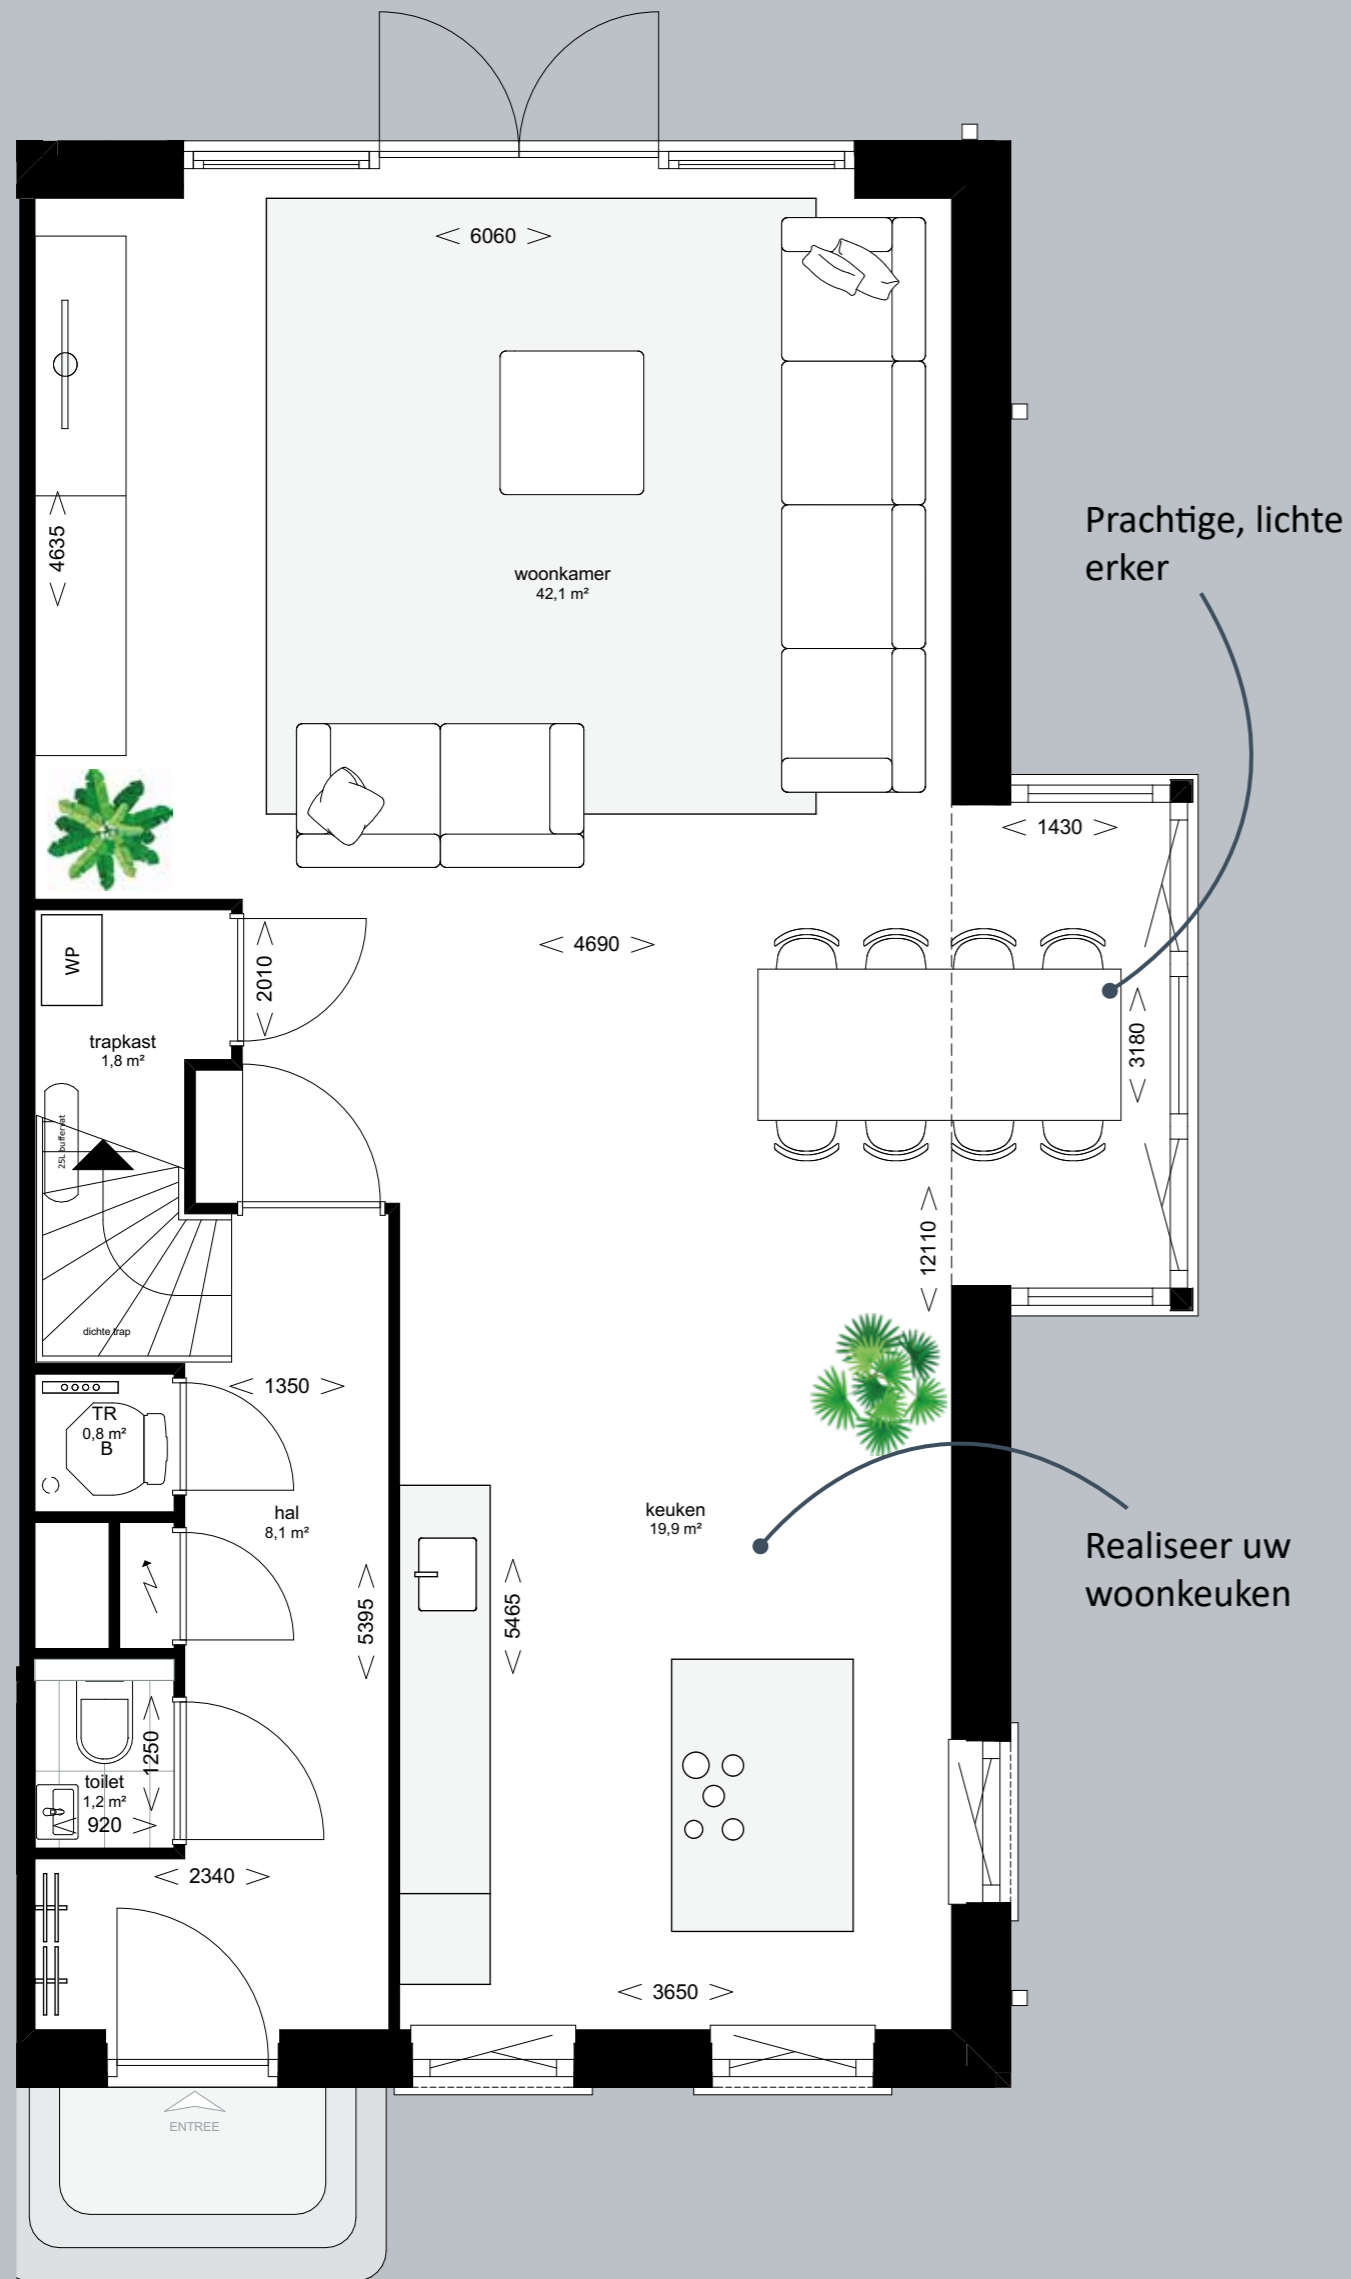 < 6060 >
Prachtige, lichte
erker
< 4635 >
woonkamer
42,1 m²
< 1430 >
WP
< 2010 >
< 4690 >
trapkast
1,8 m²
< 3180 >
25L buffervat
< 12110 >
dichte trap
< 1350 >
TR
0,8 m²
B
hal
8,1 m²
keuken
19,9 m²
Realiseer uw
woonkeuken
< 5395 >
< 5465 >
< 1250 >
toilet
1,2 m²
< 920 >
< 2340 >
< 3650 >
ENTREE